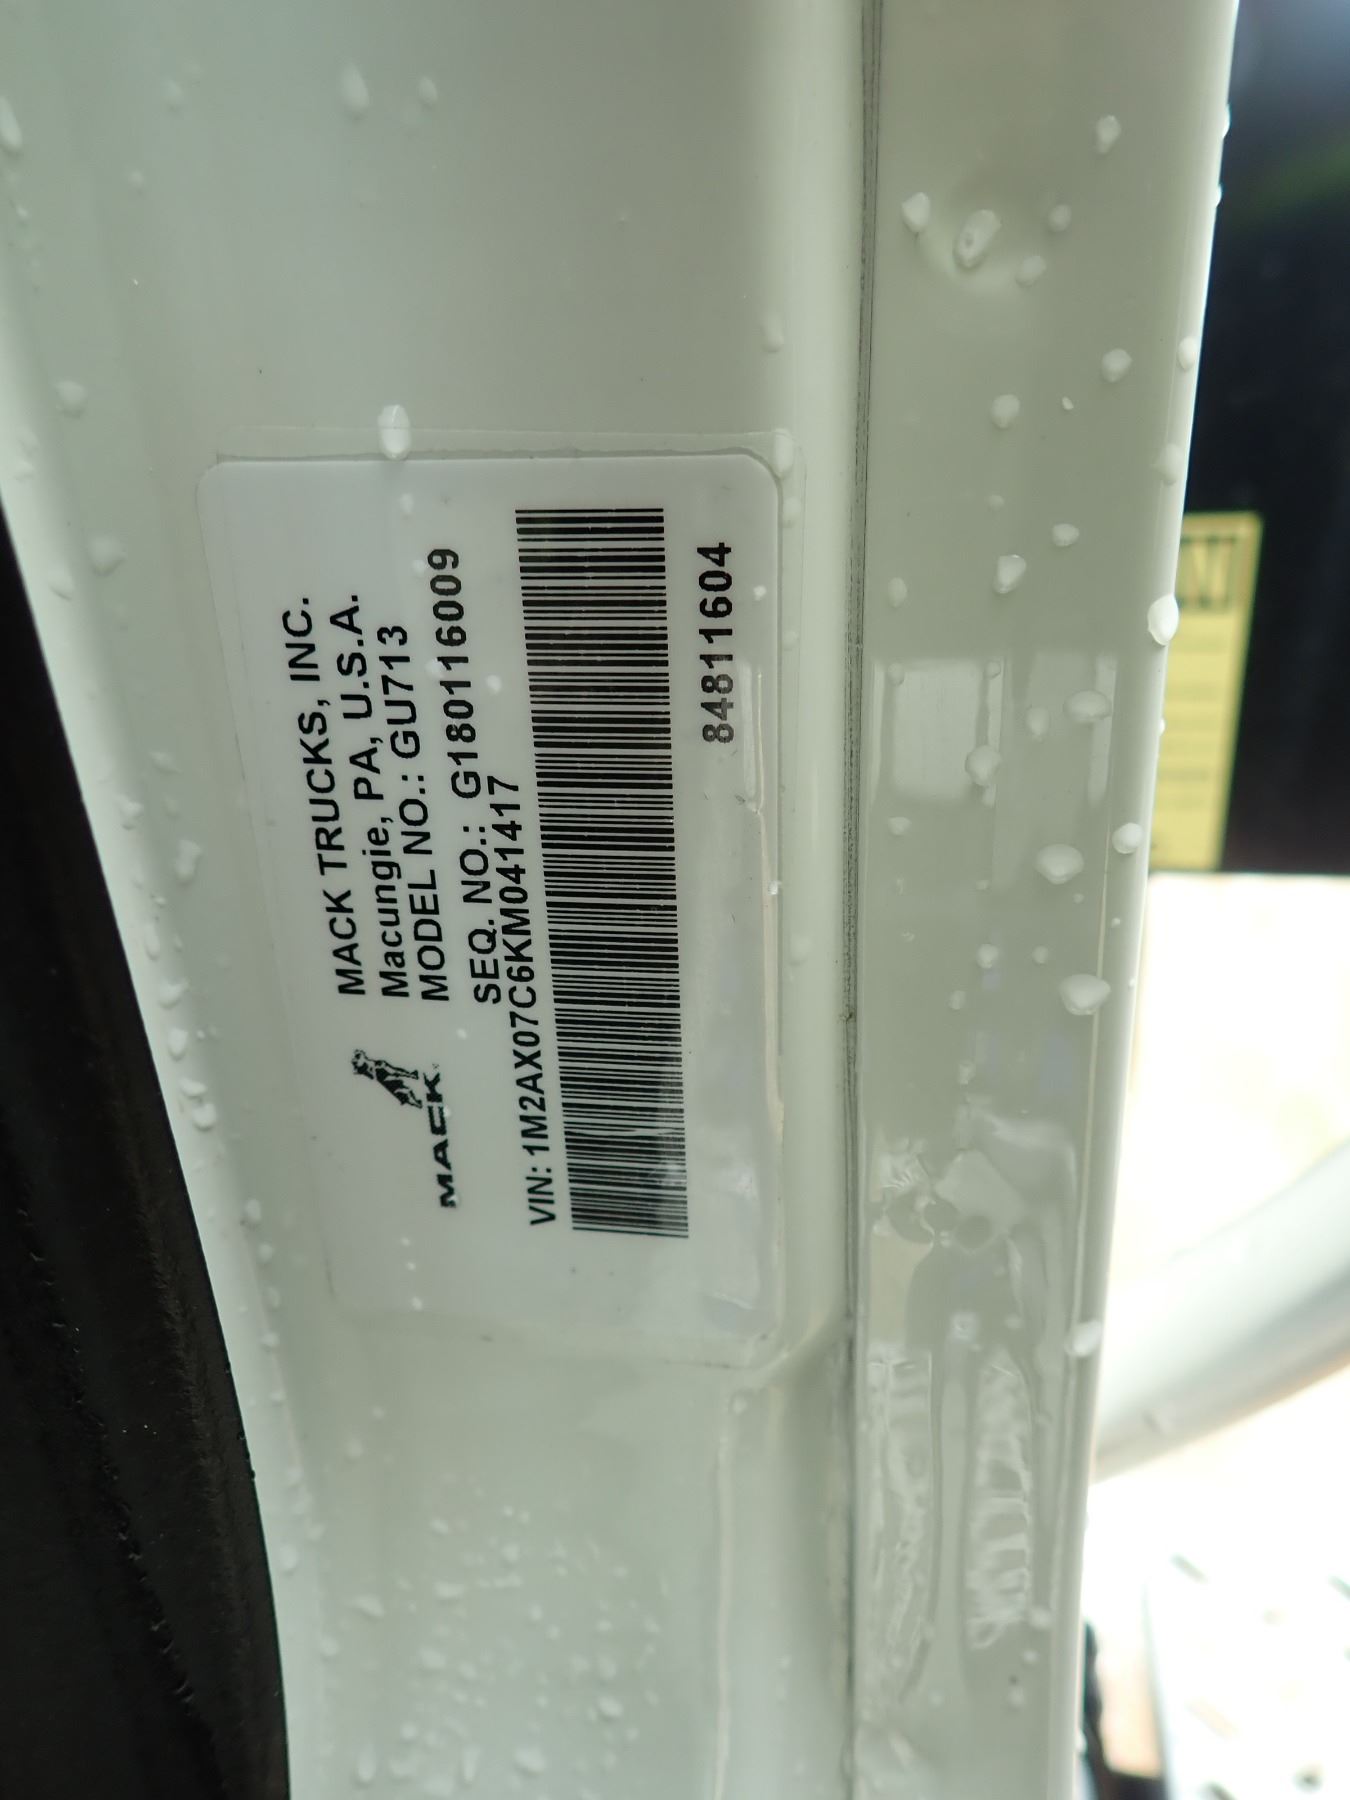 MACK TRUCKS, INC.
Macungie, PA, U.S.A.
MODEL NO.: GU713
MACK
SEQ. NO.: G180116009
VIN: 1M2AX07C6KM041417
84811604